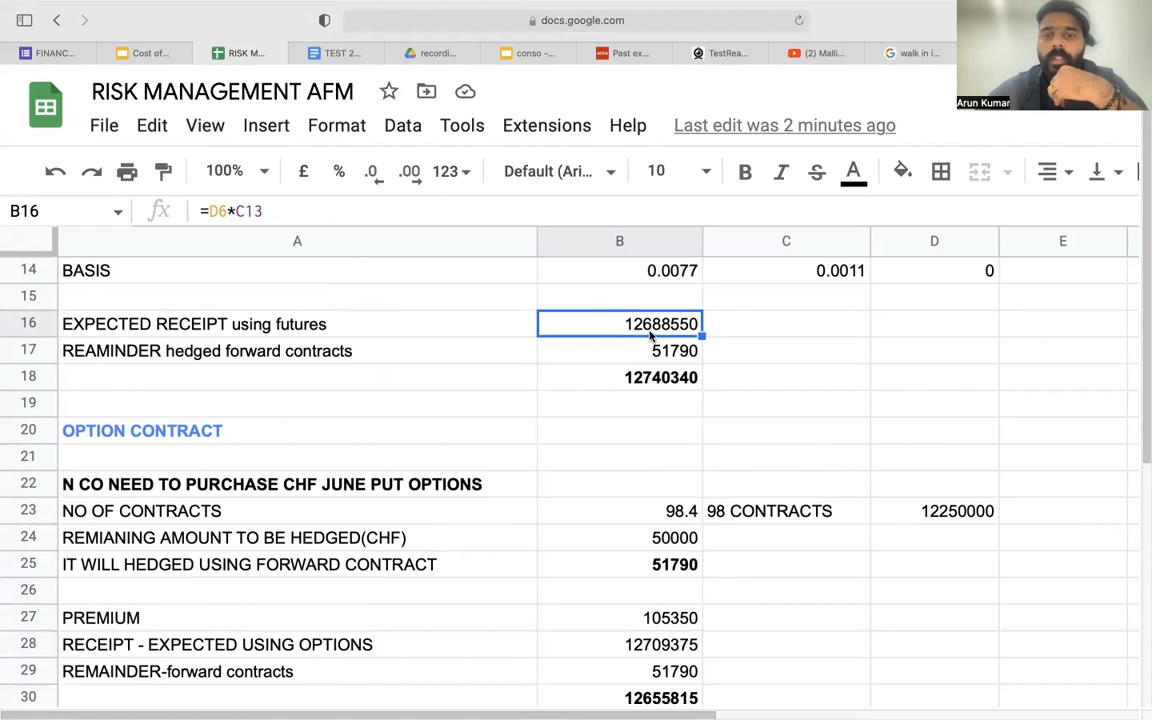 docs.google.com
FINANC...
Cost of...
RISK M...
TEST 2...
recordi...
conso -...
Past ex...
TestRea...
(2) Malli...
walk in i...
Arun Kumar
RISK MANAGEMENT AFM
File Edit View Insert Format Data Tools Extensions Help Last edit was 2 minutes ago
100% £ % .0 .00 123 Default (Ari... 10 B I S A
B16 fx =D6*C13
A B C D E
14 BASIS 0.0077 0.0011 0
15
16 EXPECTED RECEIPT using futures 12688550
17 REAMINDER hedged forward contracts 51790
18 12740340
19
20 OPTION CONTRACT
21
22 N CO NEED TO PURCHASE CHF JUNE PUT OPTIONS
23 NO OF CONTRACTS 98.4 98 CONTRACTS 12250000
24 REMIANING AMOUNT TO BE HEDGED(CHF) 50000
25 IT WILL HEDGED USING FORWARD CONTRACT 51790
26
27 PREMIUM 105350
28 RECEIPT - EXPECTED USING OPTIONS 12709375
29 REMAINDER-forward contracts 51790
30 12655815